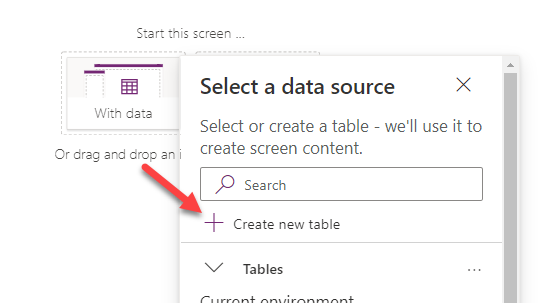 Start this screen ...
With data
Or drag and drop an
Select a data source
Select or create a table - we'll use it to
create screen content.
Search
Create new table
Tables
...
Current environment